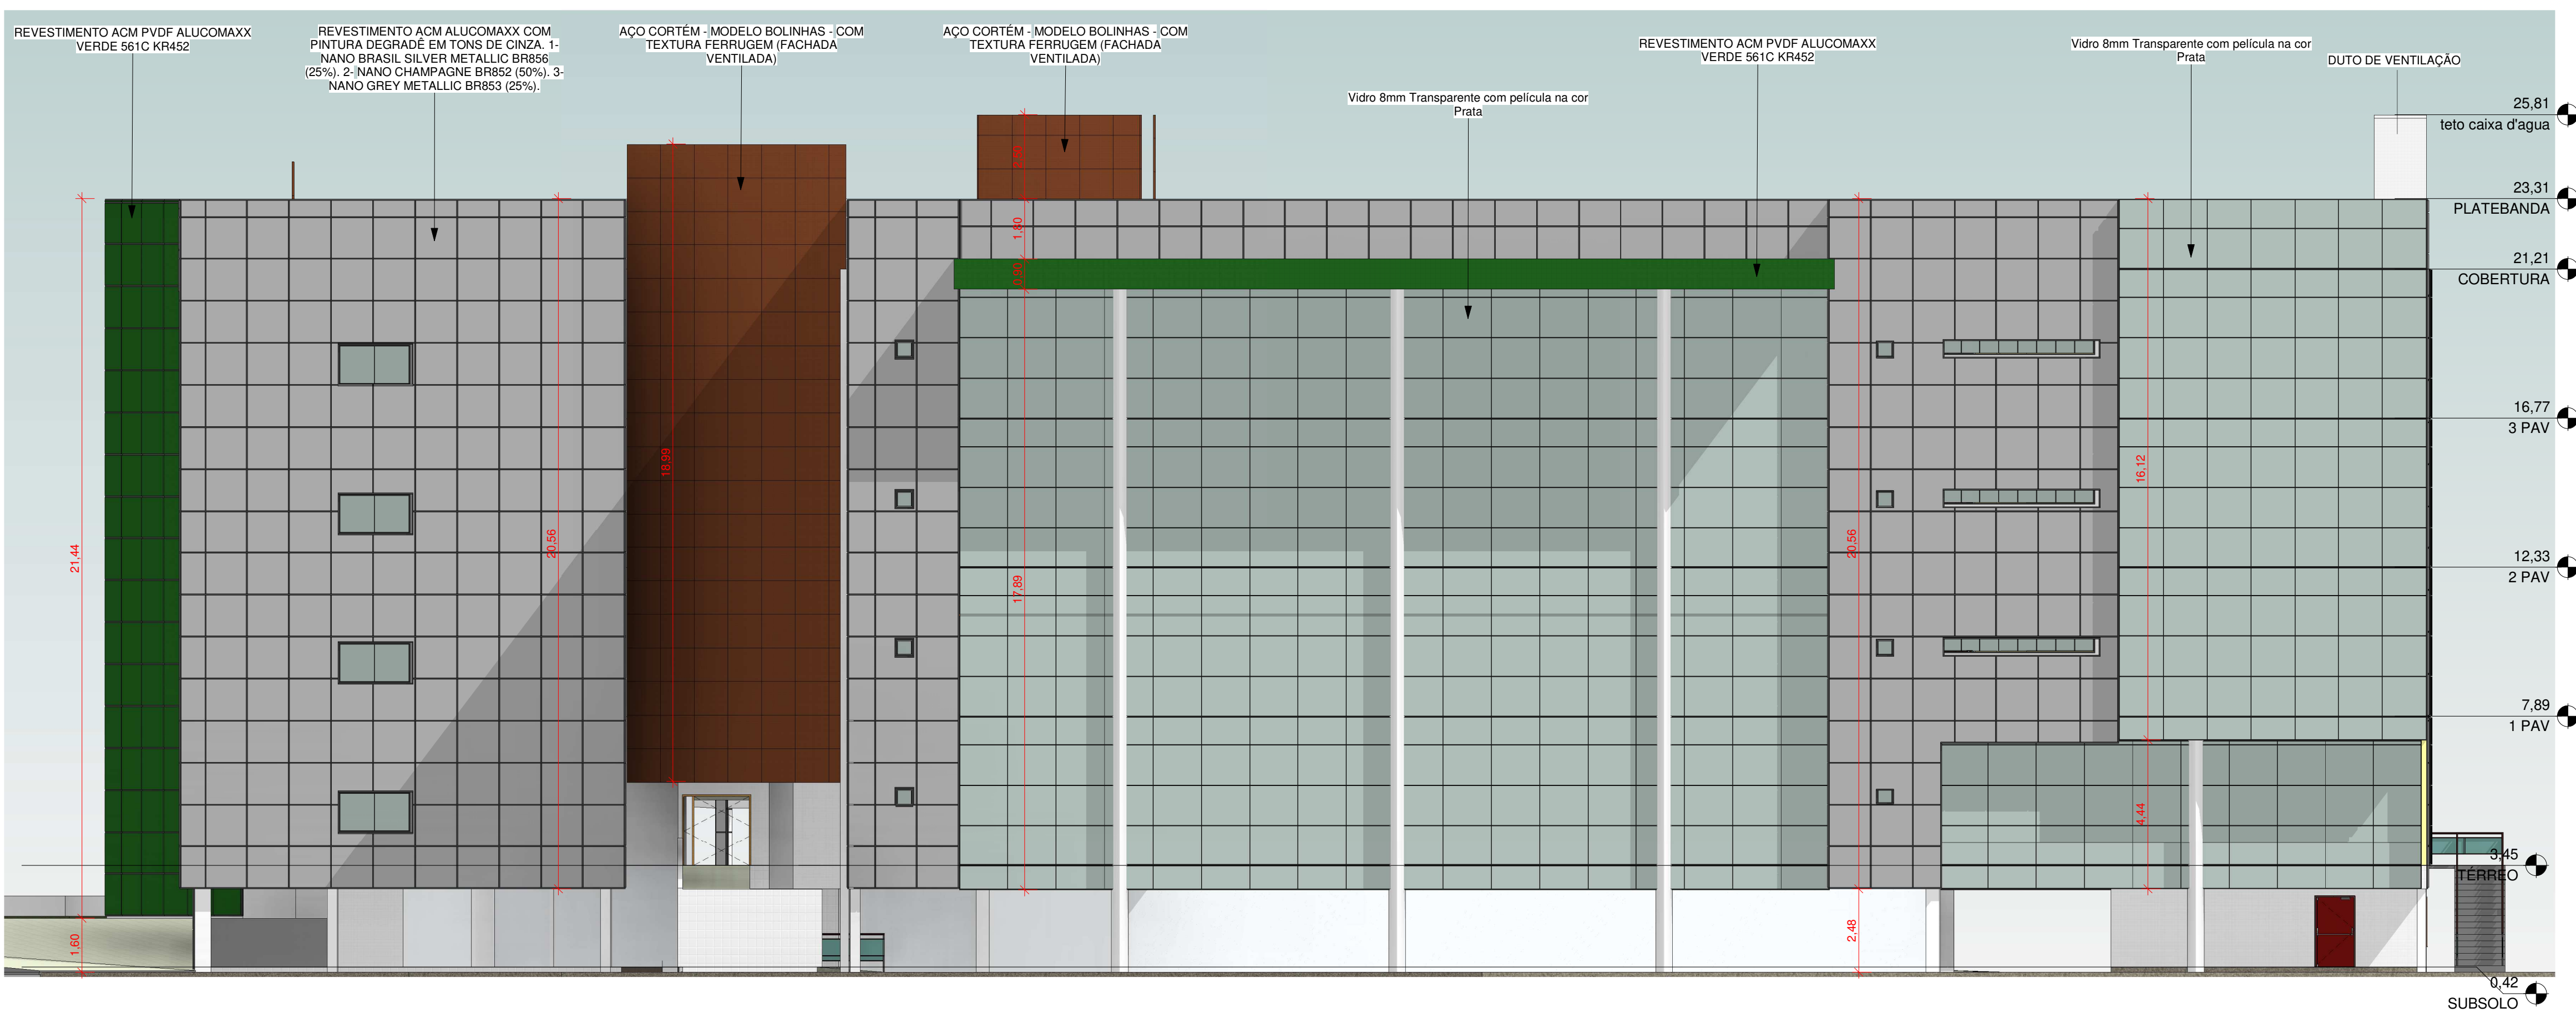 REVESTIMENTO ACM PVDF ALUCOMAXX
VERDE 561C KR452
REVESTIMENTO ACM ALUCOMAXX COM
PINTURA DEGRADÊ EM TONS DE CINZA. 1-
NANO BRASIL SILVER METALLIC BR856
(25%). 2- NANO CHAMPAGNE BR852 (50%). 3-
NANO GREY METALLIC BR853 (25%).
AÇO CORTÉM - MODELO BOLINHAS - COM
TEXTURA FERRUGEM (FACHADA
VENTILADA)
AÇO CORTÉM - MODELO BOLINHAS - COM
TEXTURA FERRUGEM (FACHADA
VENTILADA)
Vidro 8mm Transparente com película na cor
Prata
REVESTIMENTO ACM PVDF ALUCOMAXX
VERDE 561C KR452
Vidro 8mm Transparente com película na cor
Prata
DUTO DE VENTILAÇÃO
25,81
teto caixa d'agua
23,31
PLATEBANDA
21,21
COBERTURA
16,77
3 PAV
12,33
2 PAV
7,89
1 PAV
3,45
TÉRREO
0,42
SUBSOLO
21,44
1,60
20,56
18,99
2,50
1,80
0,90
17,89
20,56
2,48
16,12
4,44